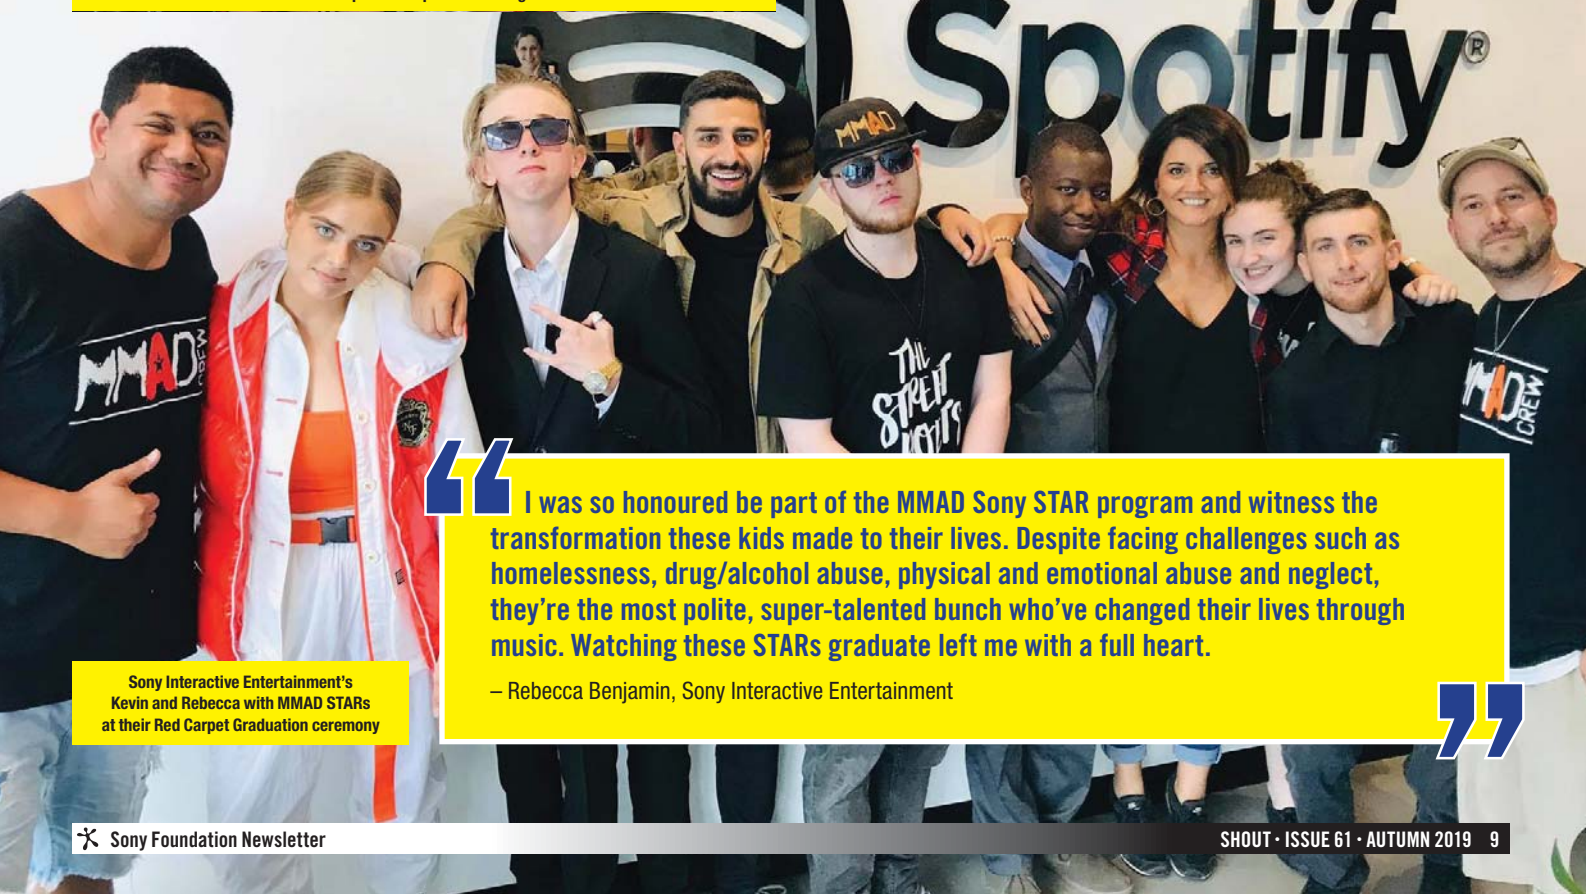 Spotify®
MMAD
MMAD
CREW
THE
STREET
MMAD
CREW
I was so honoured be part of the MMAD Sony STAR program and witness the
transformation these kids made to their lives. Despite facing challenges such as
homelessness, drug/alcohol abuse, physical and emotional abuse and neglect,
they’re the most polite, super-talented bunch who’ve changed their lives through
music. Watching these STARs graduate left me with a full heart.
– Rebecca Benjamin, Sony Interactive Entertainment
Sony Interactive Entertainment’s
Kevin and Rebecca with MMAD STARs
at their Red Carpet Graduation ceremony
Sony Foundation Newsletter
SHOUT • ISSUE 61 • AUTUMN 2019 9